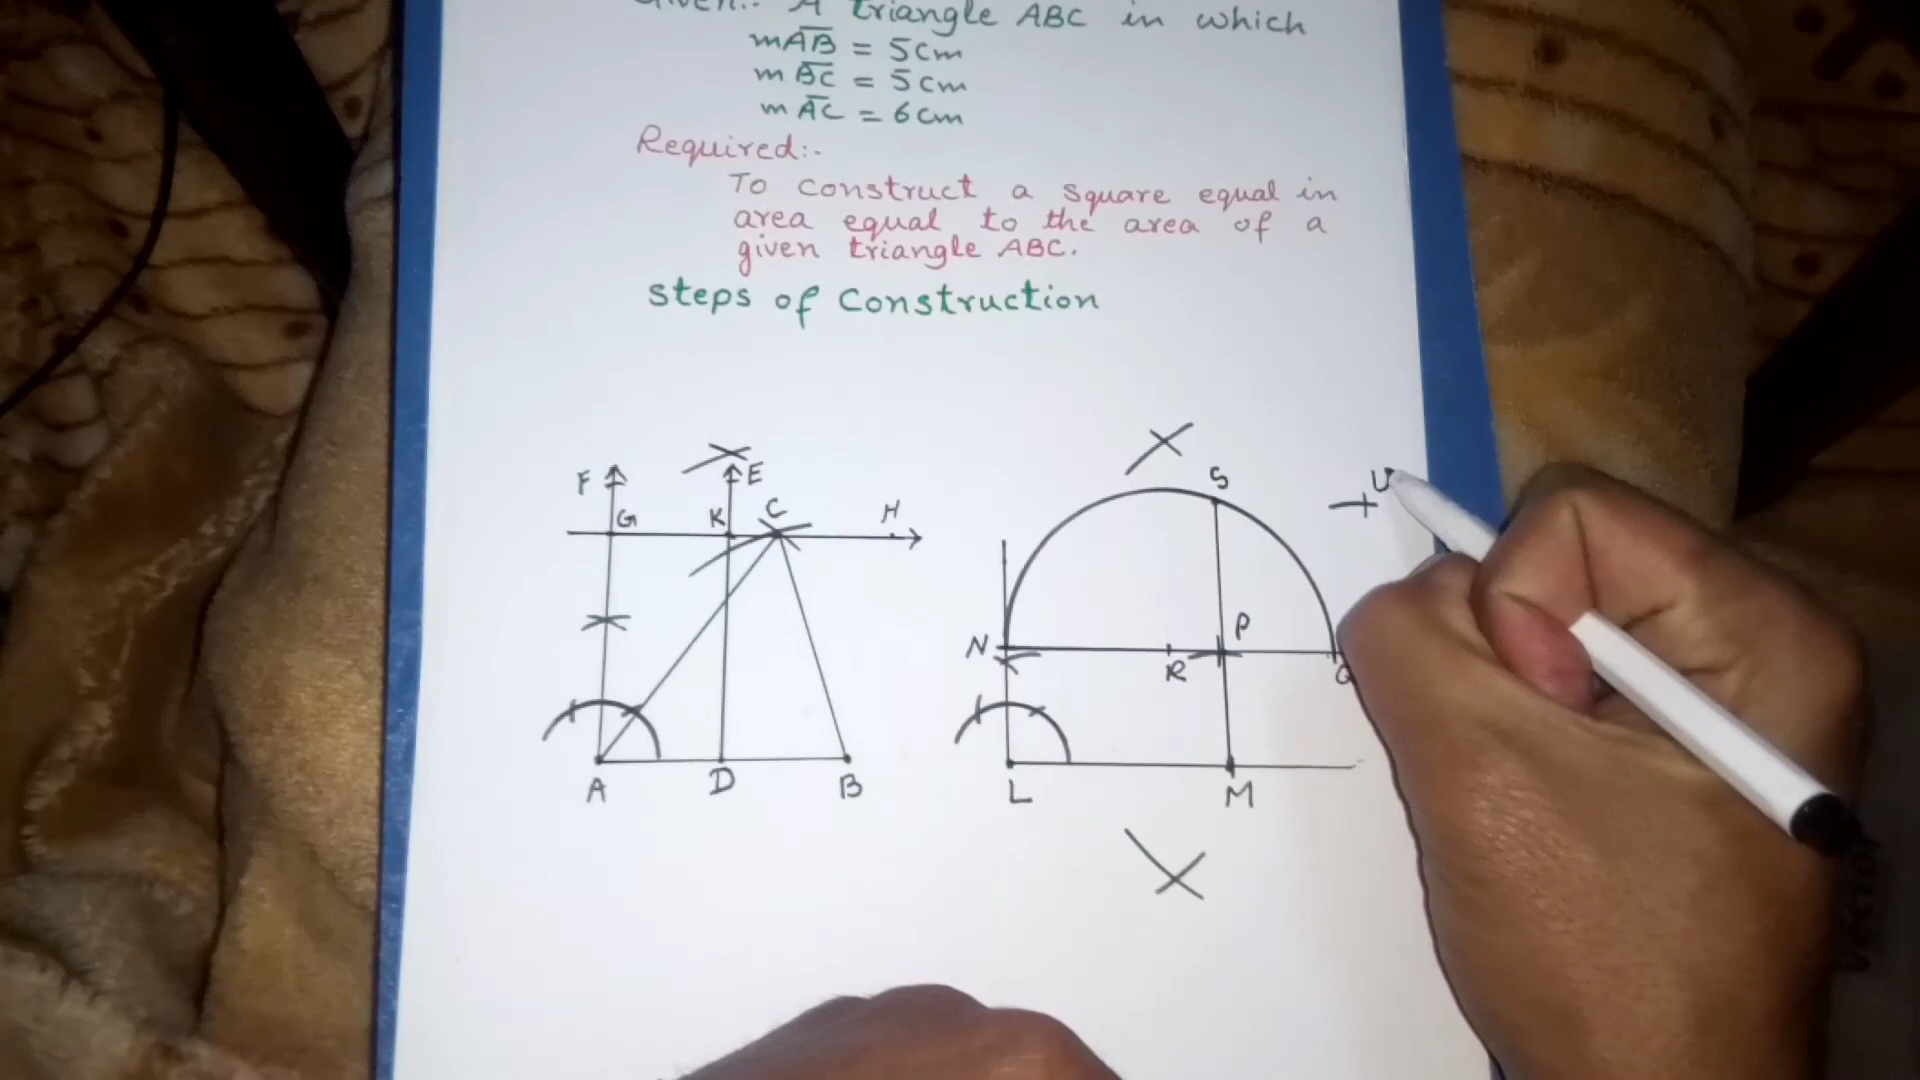 Given:- A triangle ABC in which
mAB = 5cm
mBC = 5cm
mAC = 6cm
Required:-
To construct a square equal in
area equal to the area of a
given triangle ABC.
Steps of Construction
F
E
G
K
C
H
A
D
B
S
U
N
P
R
Q
L
M